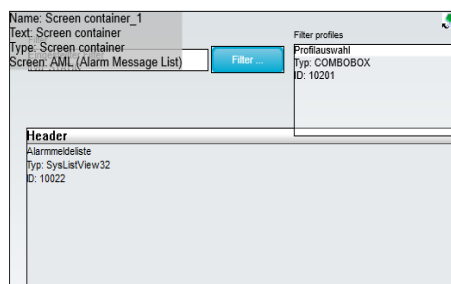 Name: Screen container_1
Text: Screen container
Type: Screen container
Screen: AML (Alarm Message List)
Filter ...
Filter profiles
Profilauswahl
Typ: COMBOBOX
ID: 10201
Header
Alarmmeldeliste
Typ: SysListView32
ID: 10022